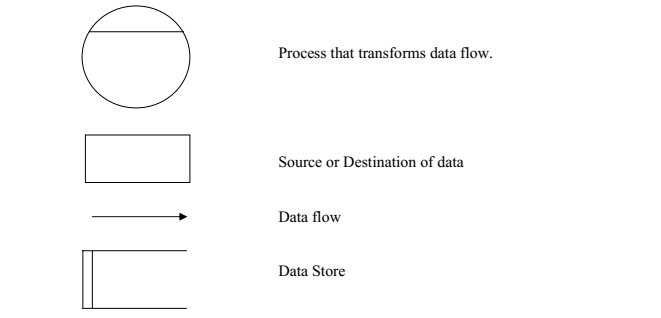 Process that transforms data flow.
Source or Destination of data
Data flow
Data Store